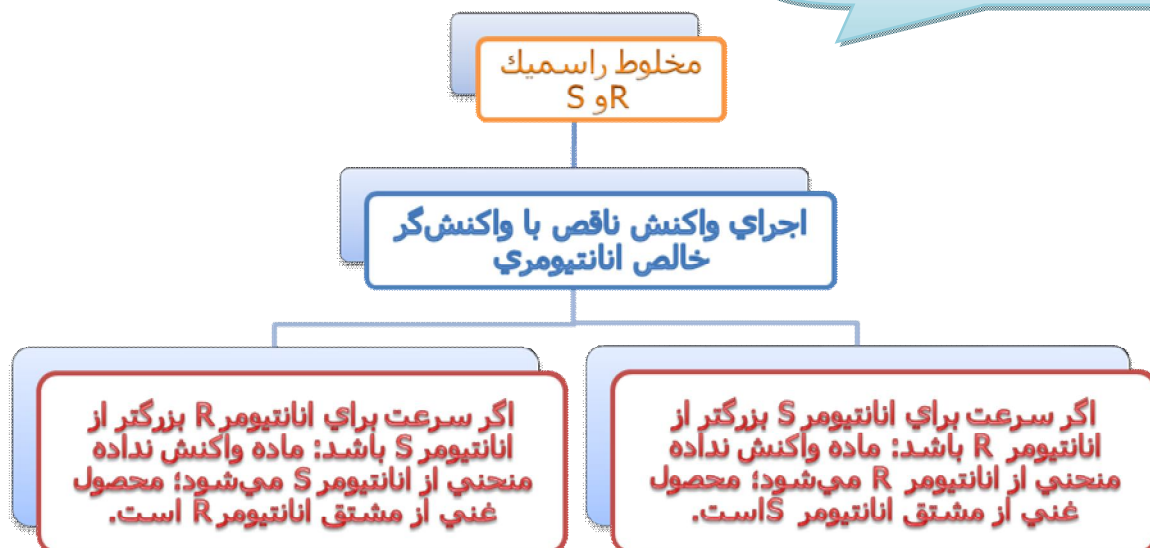 مخلوط راسميك
Rو S
اجراي واكنش ناقص با واكنش‌گر
خالص انانتيومري
اگر سرعت براي انانتيومر S بزرگتر از
انانتيومر R باشد: ماده واكنش نداده
منحني از انانتيومر R مي‌شود؛ محصول
غني از مشتق انانتيومر Sاست.
اگر سرعت براي انانتيومر R بزرگتر از
انانتيومر S باشد: ماده واكنش نداده
منحني از انانتيومر S مي‌شود؛ محصول
غني از مشتق انانتيومر R است.